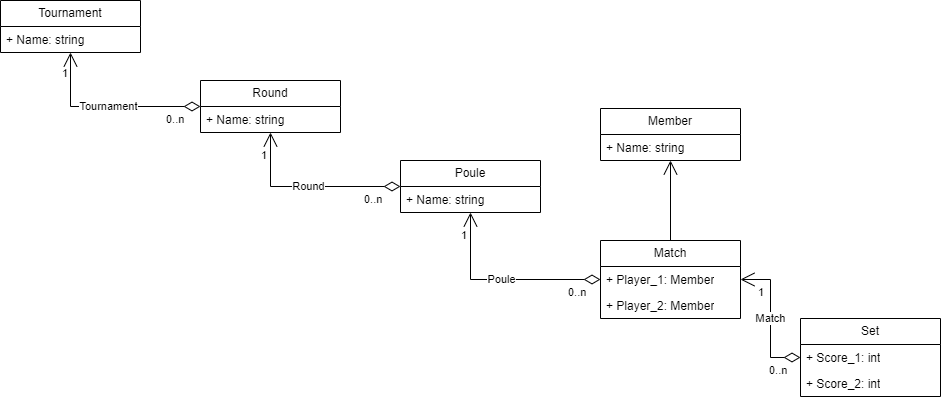 Tournament
+ Name: string
1
Tournament
0..n
Round
+ Name: string
1
Round
0..n
Poule
+ Name: string
1
Poule
0..n
Member
+ Name: string
Match
+ Player_1: Member
+ Player_2: Member
1
Match
0..n
Set
+ Score_1: int
+ Score_2: int